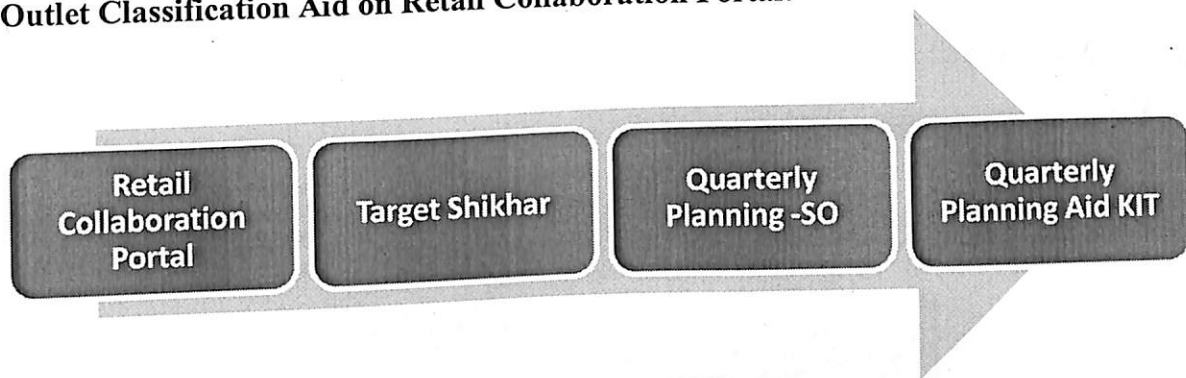 Outlet Classification Aid on Retail Collaboration Portal
Retail
Collaboration
Portal
Target Shikhar
Quarterly
Planning -SO
Quarterly
Planning Aid KIT